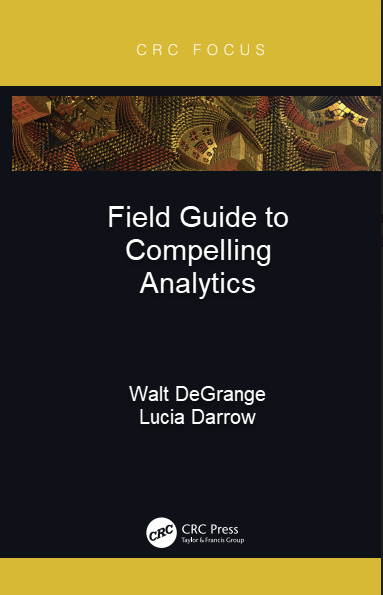 CRC FOCUS
Field Guide to
Compelling
Analytics
Walt DeGrange
Lucia Darrow
CRC
CRC Press
Taylor & Francis Group